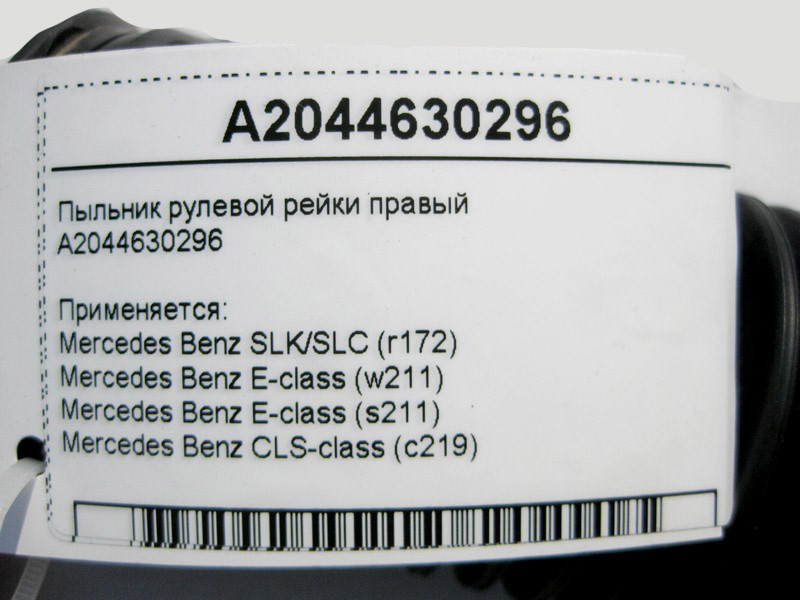 A2044630296
Пыльник рулевой рейки правый
A2044630296
Применяется:
Mercedes Benz SLK/SLC (r172)
Mercedes Benz E-class (w211)
Mercedes Benz E-class (s211)
Mercedes Benz CLS-class (c219)